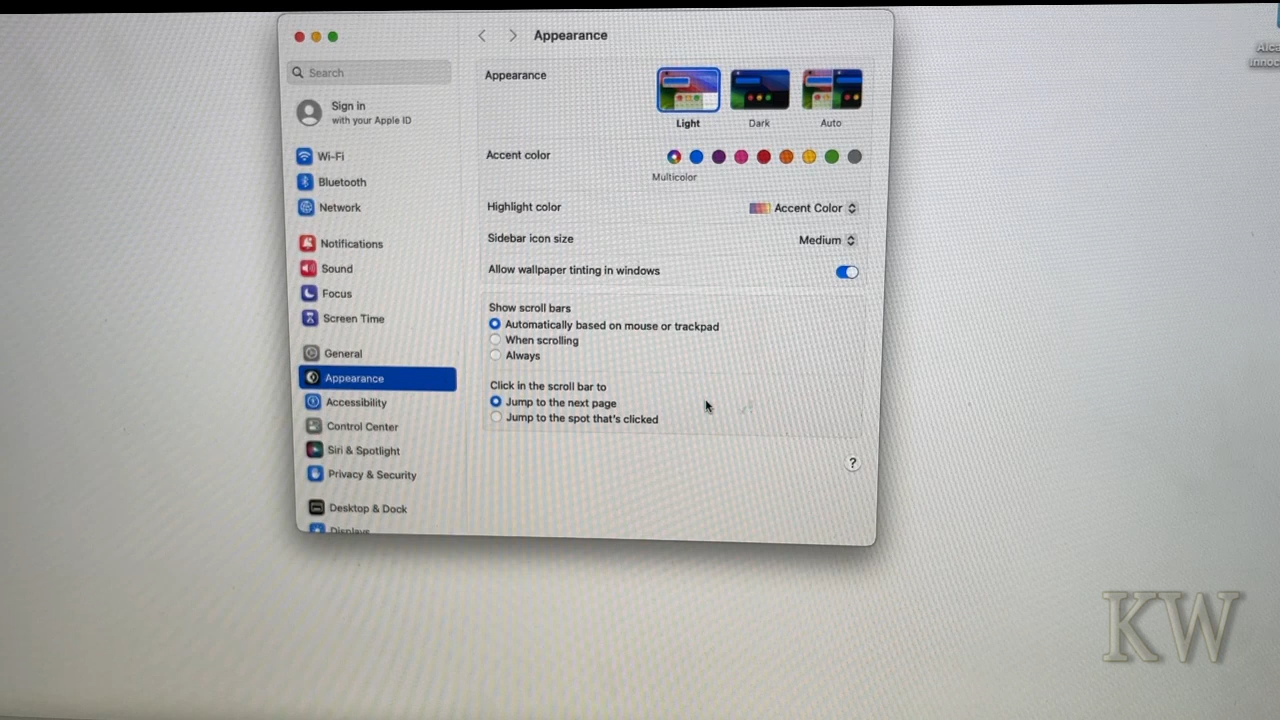 Appearance
Search
Sign in
with your Apple ID
Wi-Fi
Bluetooth
Network
Notifications
Sound
Focus
Screen Time
General
Appearance
Accessibility
Control Center
Siri & Spotlight
Privacy & Security
Desktop & Dock
Displays
Appearance
Light
Dark
Auto
Accent color
Multicolor
Highlight color
Accent Color
Sidebar icon size
Medium
Allow wallpaper tinting in windows
Show scroll bars
Automatically based on mouse or trackpad
When scrolling
Always
Click in the scroll bar to
Jump to the next page
Jump to the spot that's clicked
?
KW